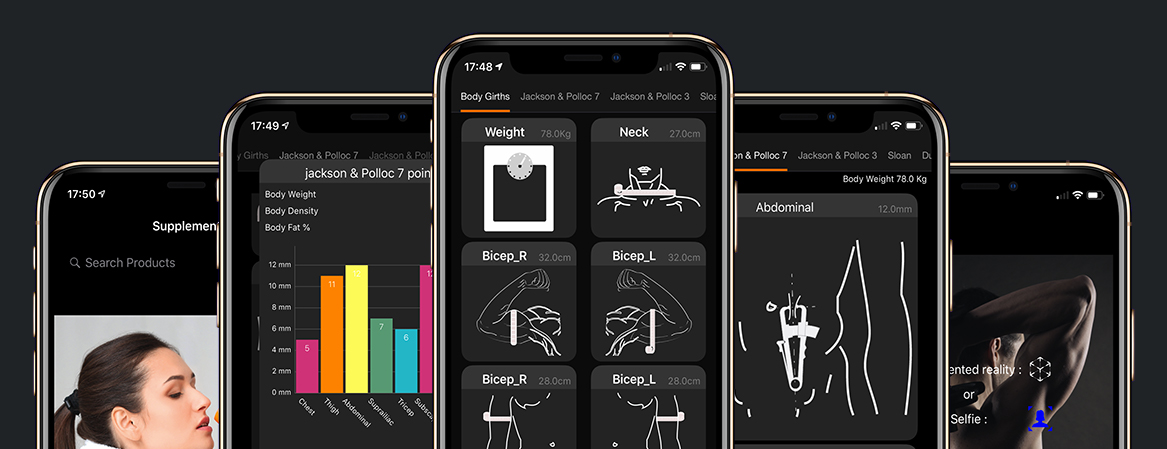 17:50
Supplemen
Search Products
17:49
y Girths Jackson & Polloc 7 Jackson & Polloc
jackson & Polloc 7 poin
Body Weight
Body Density
Body Fat %
12 mm
10 mm
8 mm
6 mm
4 mm
2 mm
0 mm
5
11
12
7
6
1
Chest
Thigh
Abdominal
Suprailiac
Tricep
Subsca
17:48
Body Girths Jackson & Polloc 7 Jackson & Polloc 3 Sloa
Weight 78.0Kg
Neck 27.0cm
Bicep_R 32.0cm
Bicep_L 32.0cm
Bicep_R 28.0cm
Bicep_L 28.0cm
on & Polloc 7 Jackson & Polloc 3 Sloan Du
Body Weight 78.0 Kg
Abdominal 12.0mm
ented reality :
or
Selfie :